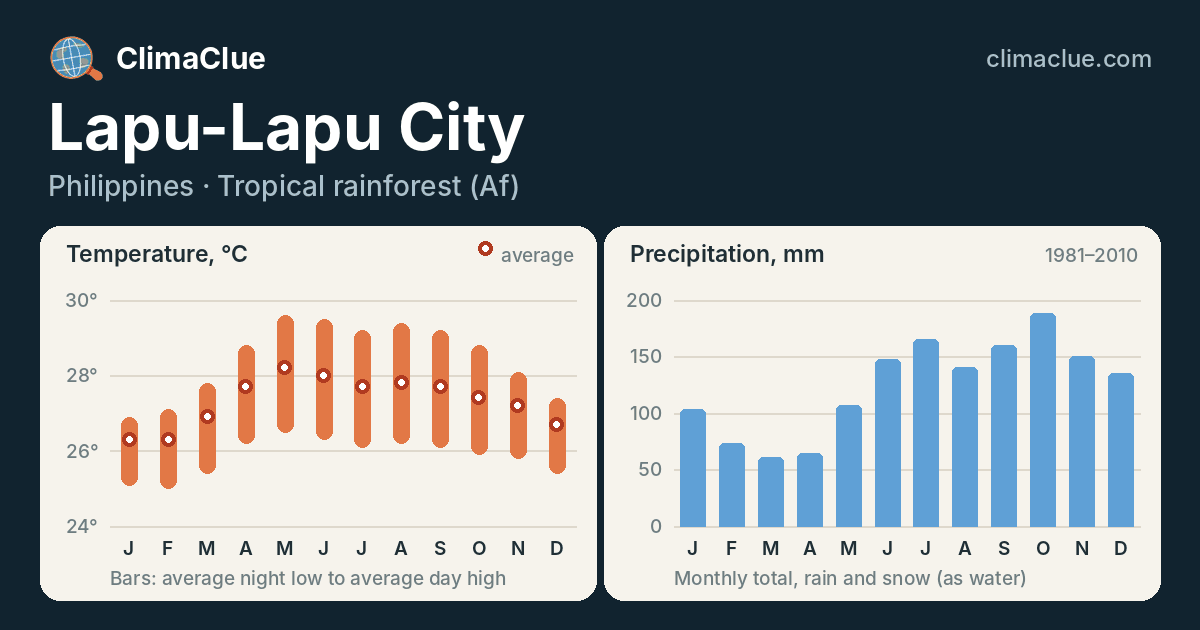 ClimaClue
climaclue.com
Lapu-Lapu City
Philippines · Tropical rainforest (Af)
Temperature, °C
average
30°
28°
26°
24°
J F M A M J J A S O N D
Bars: average night low to average day high
Precipitation, mm
1981–2010
200
150
100
50
0
J F M A M J J A S O N D
Monthly total, rain and snow (as water)